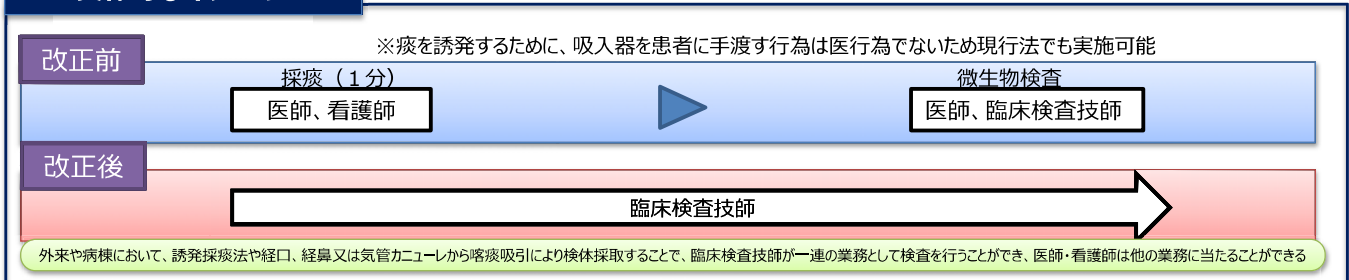 ※痰を誘発するために、吸入器を患者に手渡す行為は医行為でないため現行法でも実施可能
改正前
採痰（１分）
微生物検査
医師、看護師
医師、臨床検査技師
改正後
臨床検査技師
外来や病棟において、誘発採痰法や経口、経鼻又は気管カニューレから喀痰吸引により検体採取することで、臨床検査技師が一連の業務として検査を行うことができ、医師・看護師は他の業務に当たることができる